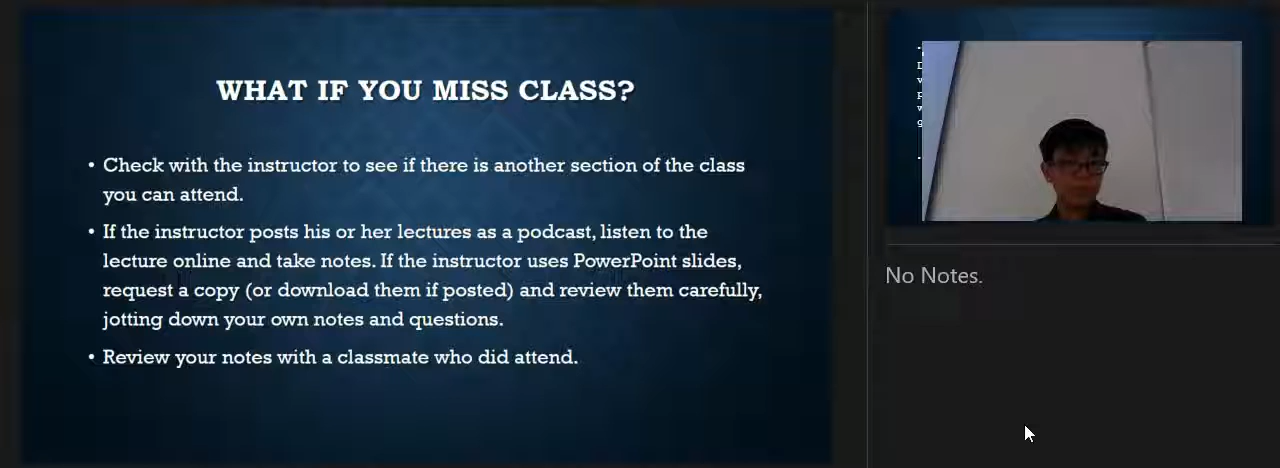 WHAT IF YOU MISS CLASS?
• Check with the instructor to see if there is another section of the class
you can attend.
• If the instructor posts his or her lectures as a podcast, listen to the
lecture online and take notes. If the instructor uses PowerPoint slides,
request a copy (or download them if posted) and review them carefully,
jotting down your own notes and questions.
• Review your notes with a classmate who did attend.
No Notes.